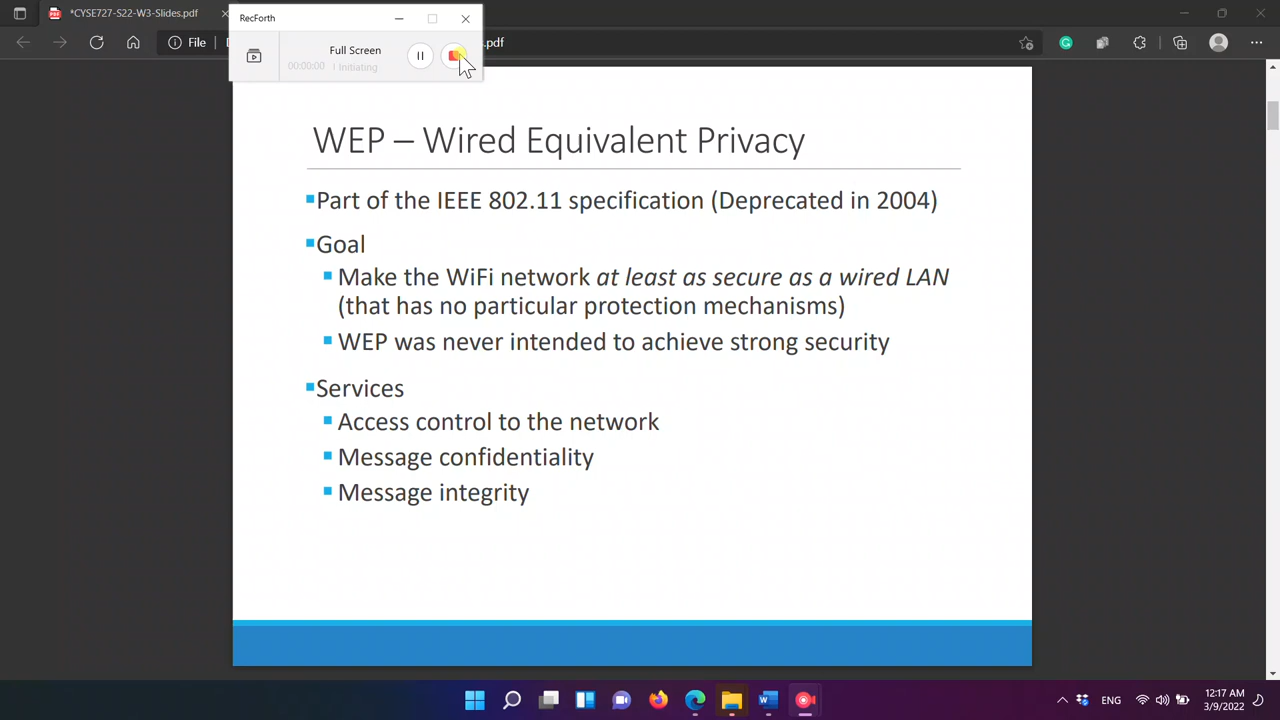 *CYSE727-S22-W3-Slides.pdf
RecForth
File
.pdf
Full Screen
00:00:00 Initiating
WEP – Wired Equivalent Privacy
Part of the IEEE 802.11 specification (Deprecated in 2004)
Goal
Make the WiFi network at least as secure as a wired LAN
(that has no particular protection mechanisms)
WEP was never intended to achieve strong security
Services
Access control to the network
Message confidentiality
Message integrity
ENG
12:17 AM
3/9/2022